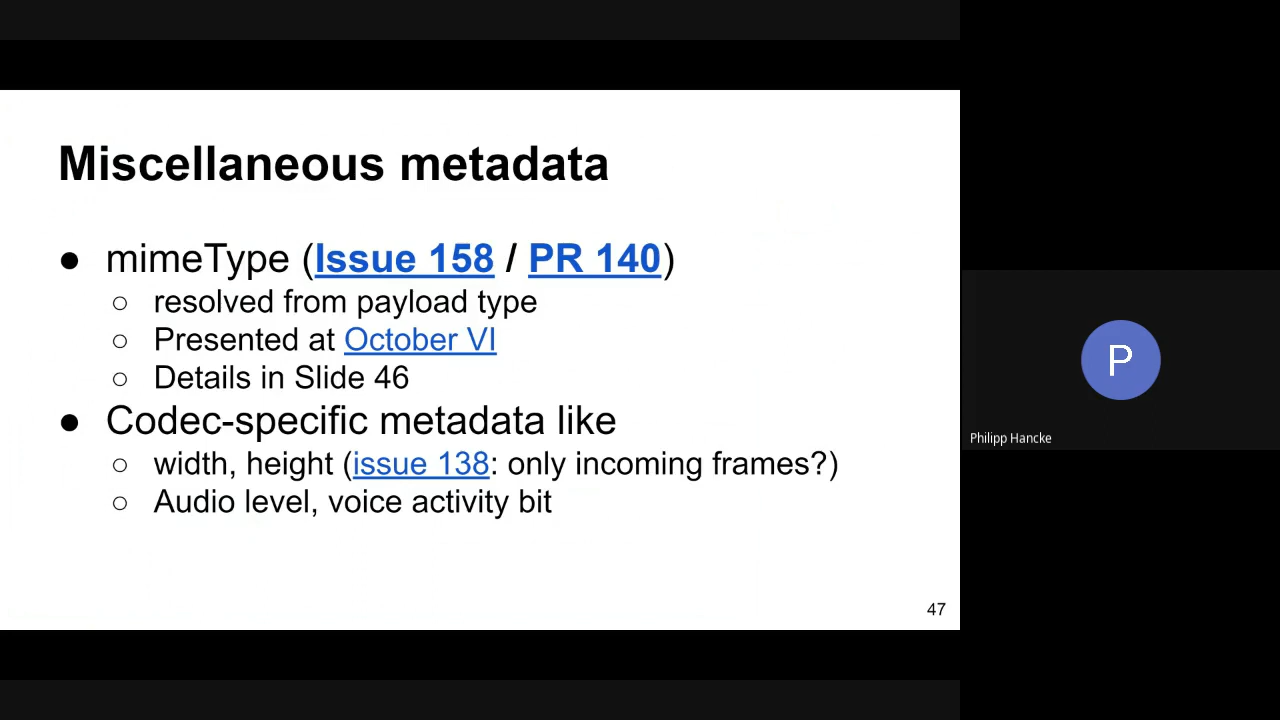 Miscellaneous metadata
● mimeType (Issue 158 / PR 140)
○ resolved from payload type
○ Presented at October VI
○ Details in Slide 46
● Codec-specific metadata like
○ width, height (issue 138: only incoming frames?)
○ Audio level, voice activity bit
47
P
Philipp Hancke